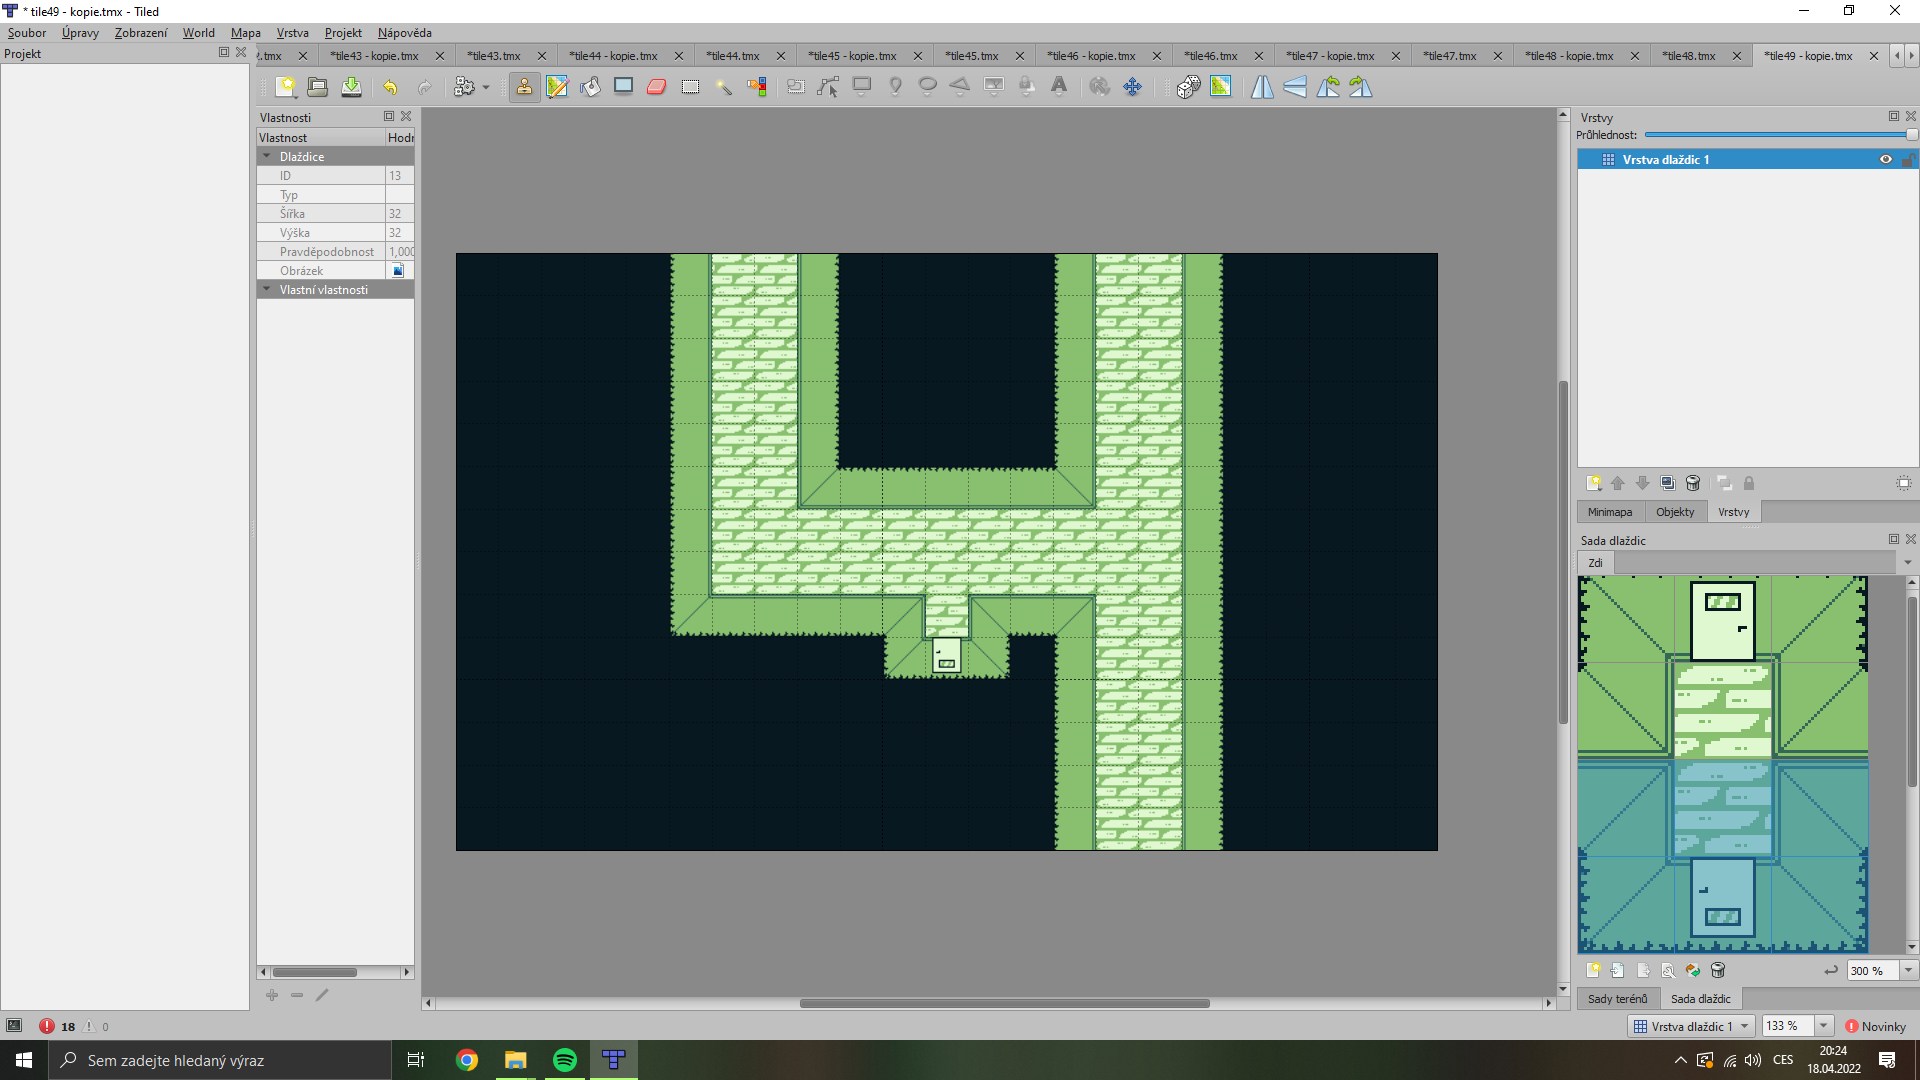 * tile49 - kopie.tmx - Tiled
Soubor Úpravy Zobrazení World Mapa Vrstva Projekt Nápověda
Projekt
.tmx *tile43 - kopie.tmx *tile43.tmx *tile44 - kopie.tmx *tile44.tmx *tile45 - kopie.tmx *tile45.tmx *tile46 - kopie.tmx *tile46.tmx *tile47 - kopie.tmx *tile47.tmx *tile48 - kopie.tmx *tile48.tmx *tile49 - kopie.tmx
Vlastnosti
Vlastnost Hodr
Dlaždice
ID 13
Typ
Šířka 32
Výška 32
Pravděpodobnost 1,000
Obrázek
Vlastní vlastnosti
Vrstvy
Průhlednost:
Vrstva dlaždic 1
Minimapa Objekty Vrstvy
Sada dlaždic
Zdi
300 %
Sady terénů Sada dlaždic
18 0
Vrstva dlaždic 1 133 % Novinky
Sem zadejte hledaný výraz
CES
20:24
18.04.2022